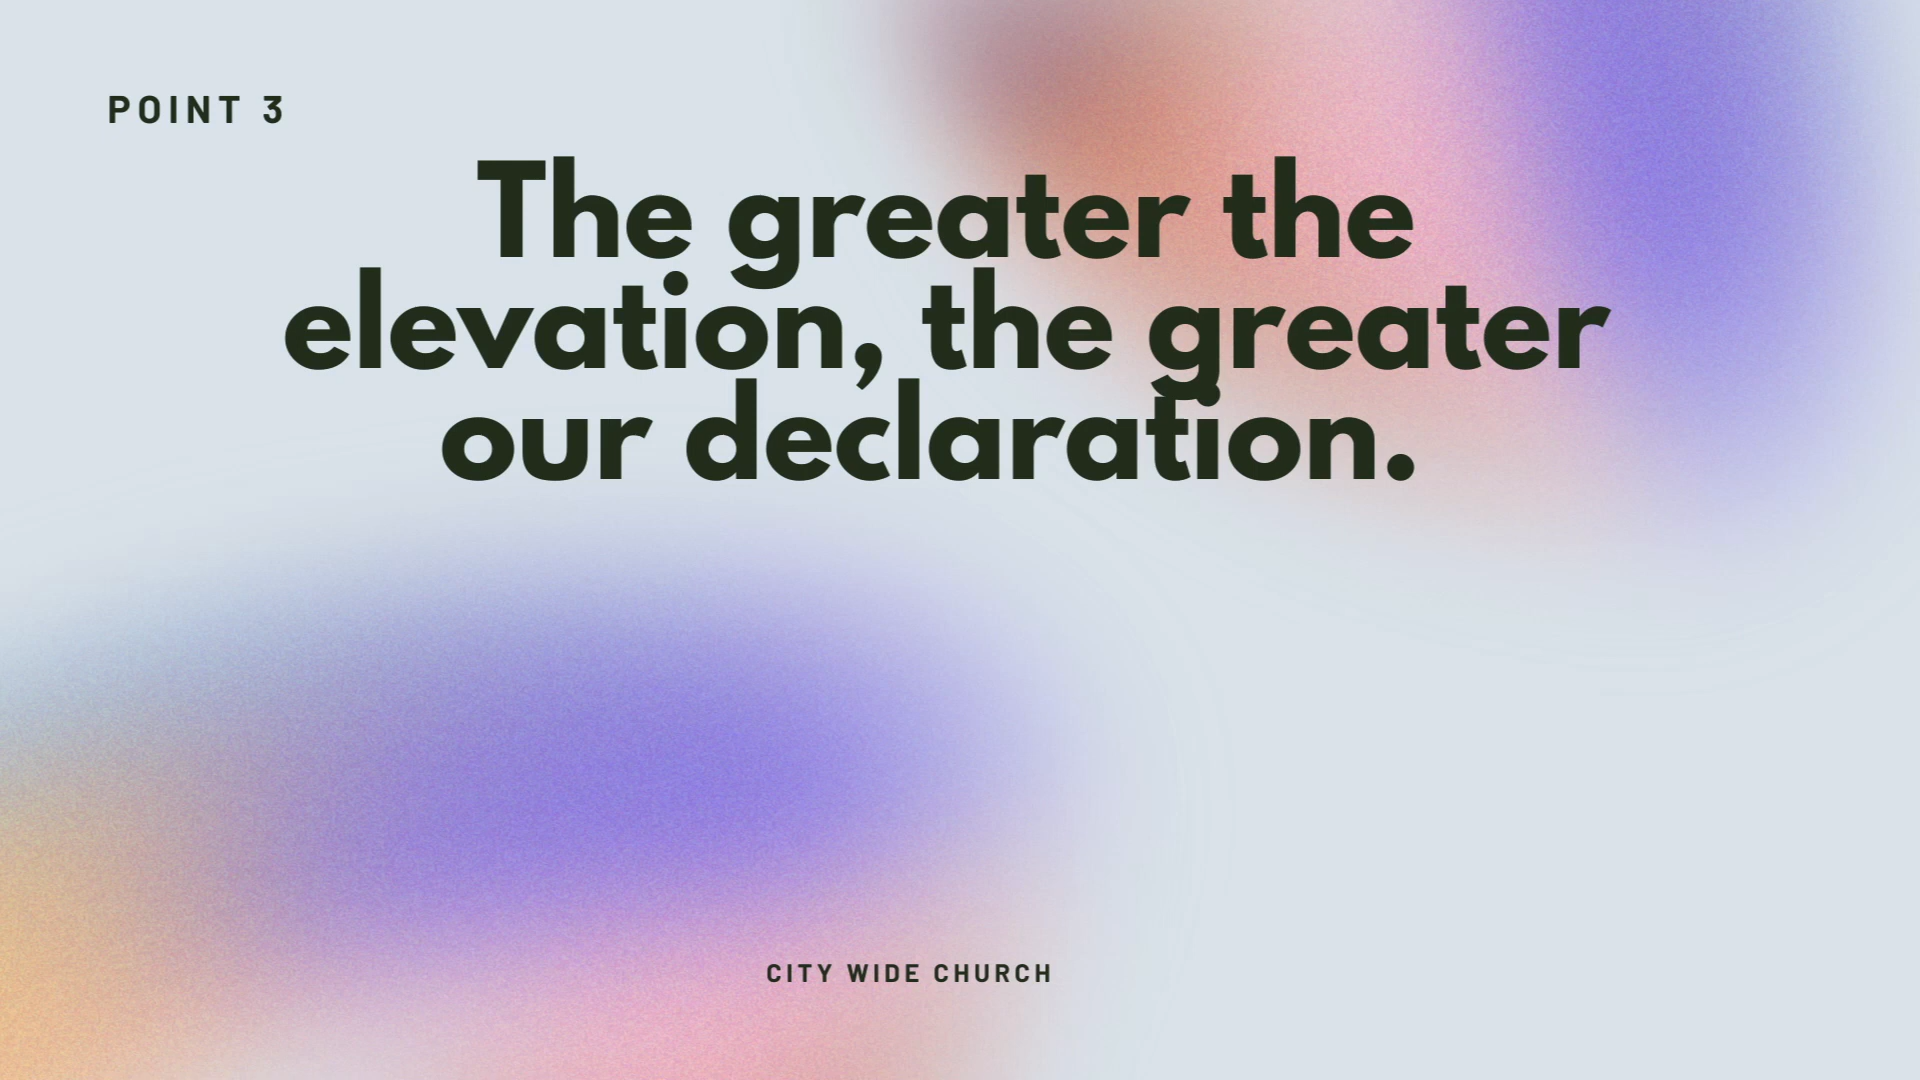 POINT 3
The greater the
elevation, the greater
our declaration.
CITY WIDE CHURCH